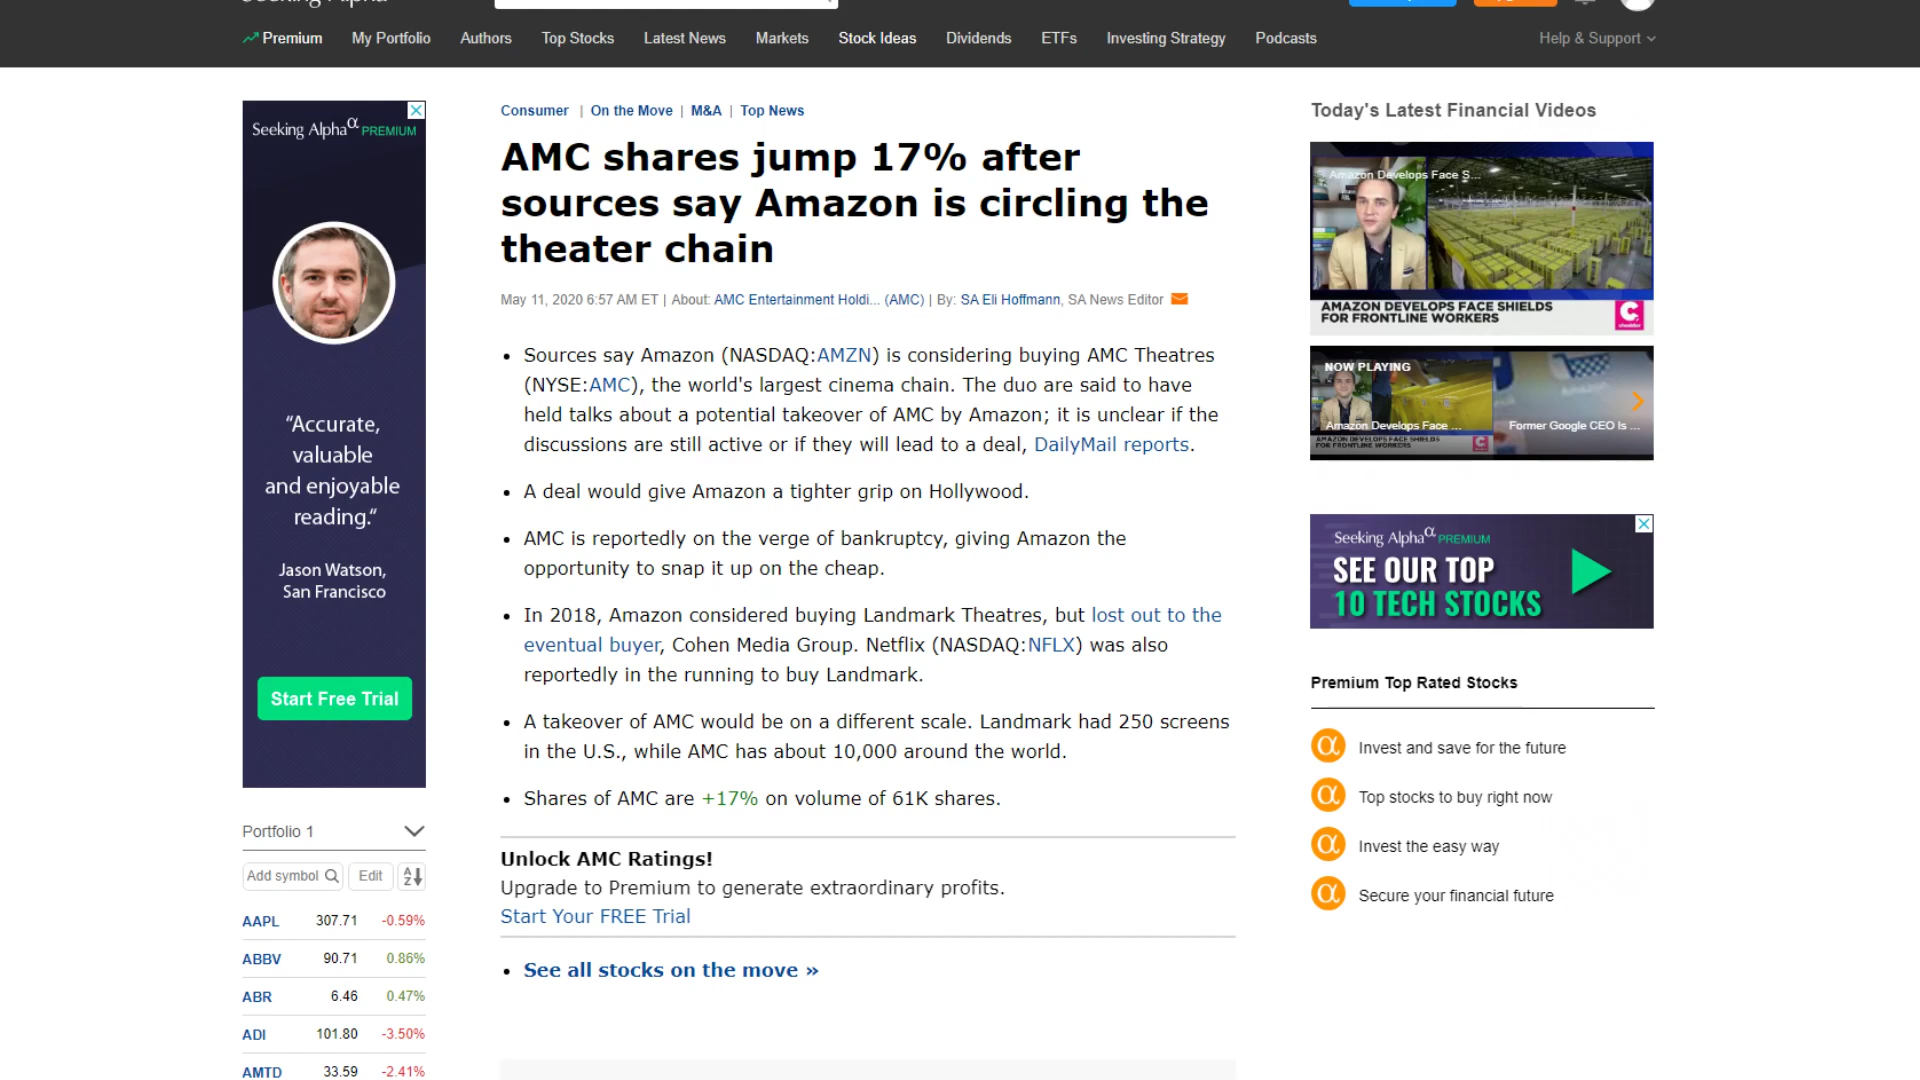 Premium My Portfolio Authors Top Stocks Latest News Markets Stock Ideas Dividends ETFs Investing Strategy Podcasts Help & Support
Seeking Alphaα PREMIUM
“Accurate,
valuable
and enjoyable
reading.“
Jason Watson,
San Francisco
Start Free Trial
Portfolio 1
Add symbol Edit A Z
AAPL 307.71 -0.59%
ABBV 90.71 0.86%
ABR 6.46 0.47%
ADI 101.80 -3.50%
AMTD 33.59 -2.41%
Consumer | On the Move | M&A | Top News
AMC shares jump 17% after
sources say Amazon is circling the
theater chain
May 11, 2020 6:57 AM ET | About: AMC Entertainment Holdi... (AMC) | By: SA Eli Hoffmann, SA News Editor
• Sources say Amazon (NASDAQ:AMZN) is considering buying AMC Theatres
(NYSE:AMC), the world's largest cinema chain. The duo are said to have
held talks about a potential takeover of AMC by Amazon; it is unclear if the
discussions are still active or if they will lead to a deal, DailyMail reports.
• A deal would give Amazon a tighter grip on Hollywood.
• AMC is reportedly on the verge of bankruptcy, giving Amazon the
opportunity to snap it up on the cheap.
• In 2018, Amazon considered buying Landmark Theatres, but lost out to the
eventual buyer, Cohen Media Group. Netflix (NASDAQ:NFLX) was also
reportedly in the running to buy Landmark.
• A takeover of AMC would be on a different scale. Landmark had 250 screens
in the U.S., while AMC has about 10,000 around the world.
• Shares of AMC are +17% on volume of 61K shares.
Unlock AMC Ratings!
Upgrade to Premium to generate extraordinary profits.
Start Your FREE Trial
• See all stocks on the move »
Today's Latest Financial Videos
Amazon Develops Face S...
AMAZON DEVELOPS FACE SHIELDS
FOR FRONTLINE WORKERS
NOW PLAYING
Amazon Develops Face ...
Former Google CEO Is ...
AMAZON DEVELOPS FACE SHIELDS
FOR FRONTLINE WORKERS
Seeking Alphaα PREMIUM
SEE OUR TOP
10 TECH STOCKS
Premium Top Rated Stocks
α Invest and save for the future
α Top stocks to buy right now
α Invest the easy way
α Secure your financial future